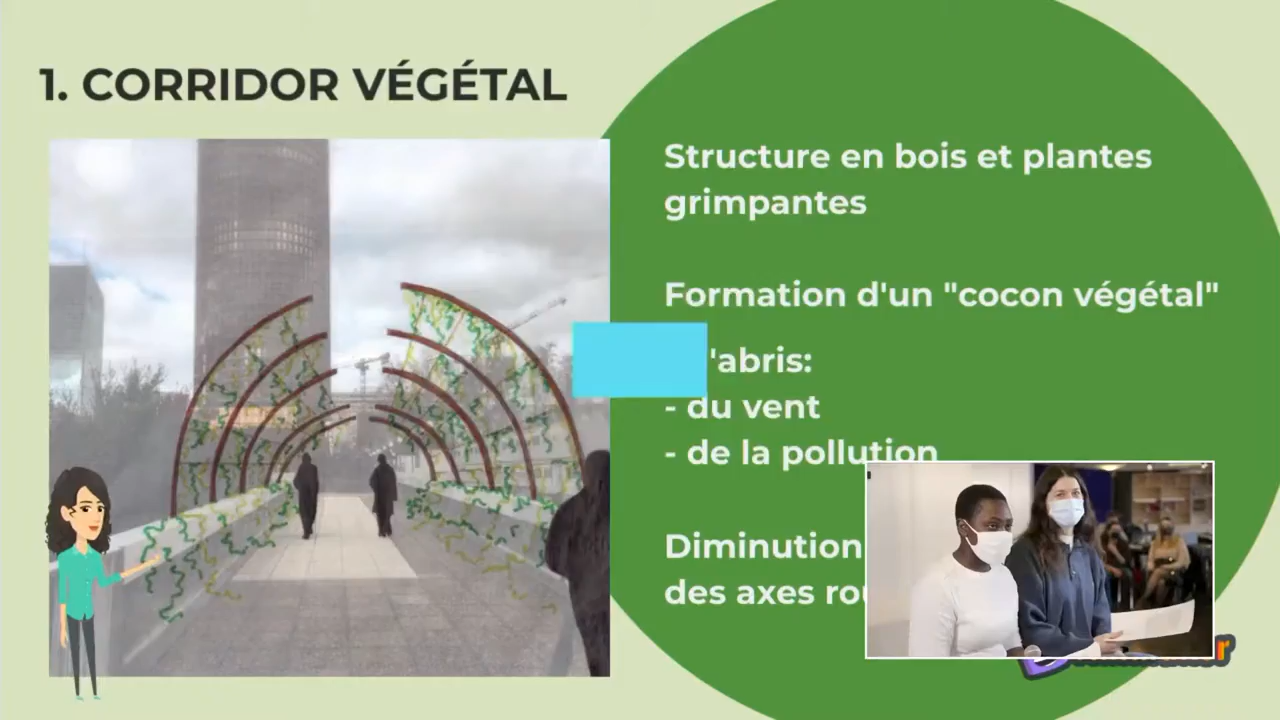 1. CORRIDOR VÉGÉTAL
Structure en bois et plantes
grimpantes
Formation d'un "cocon végétal"
'abris:
- du vent
- de la pollution
Diminution
des axes